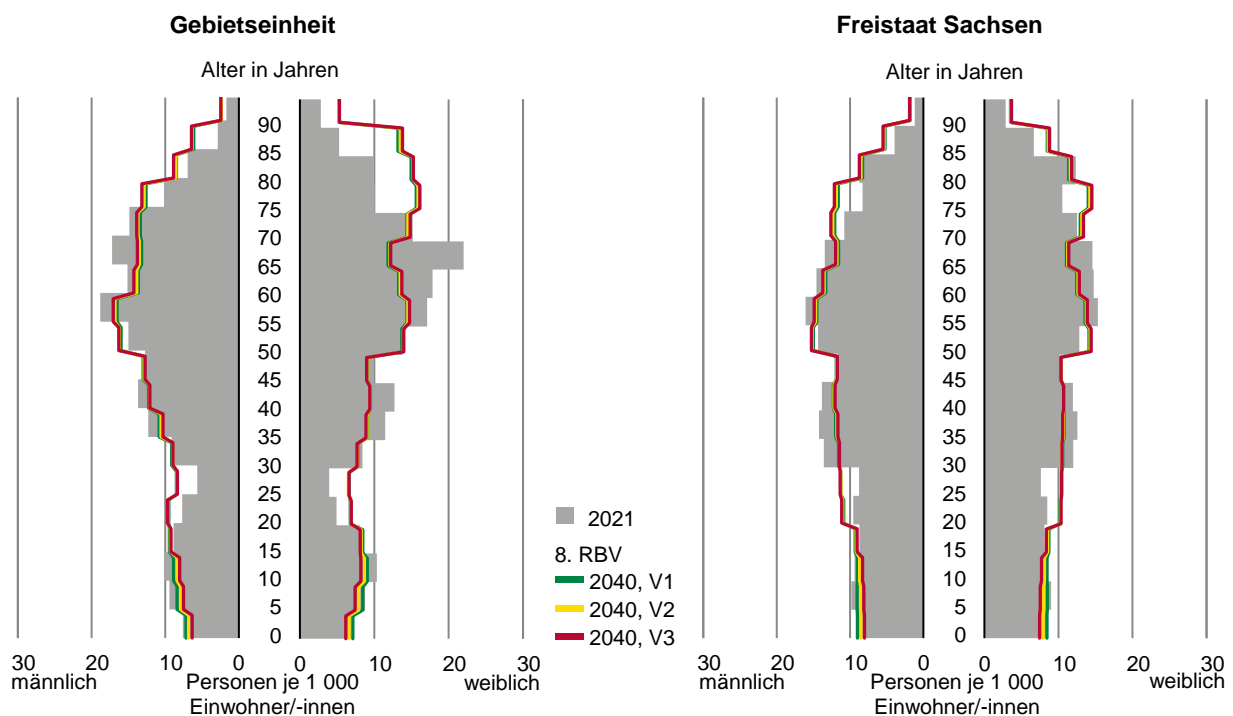 Gebietseinheit
Alter in Jahren
90
85
80
75
70
65
60
55
50
45
40
35
30
25
20
15
10
5
0
30 20 10 0 0 10 20 30
männlich Personen je 1 000 weiblich
Einwohner/-innen
2021
8. RBV
2040, V1
2040, V2
2040, V3
Freistaat Sachsen
Alter in Jahren
90
85
80
75
70
65
60
55
50
45
40
35
30
25
20
15
10
5
0
30 20 10 0 0 10 20 30
männlich Personen je 1 000 weiblich
Einwohner/-innen